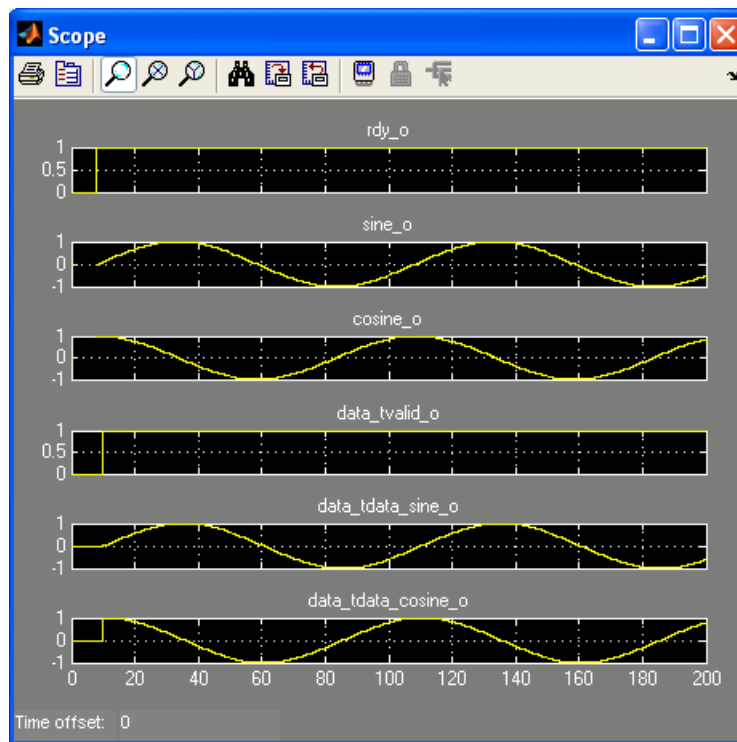 Scope
rdy_o
1
0.5
0
sine_o
1
0
-1
cosine_o
1
0
-1
data_tvalid_o
1
0.5
0
data_tdata_sine_o
1
0
-1
data_tdata_cosine_o
1
0
-1
0 20 40 60 80 100 120 140 160 180 200
Time offset: 0